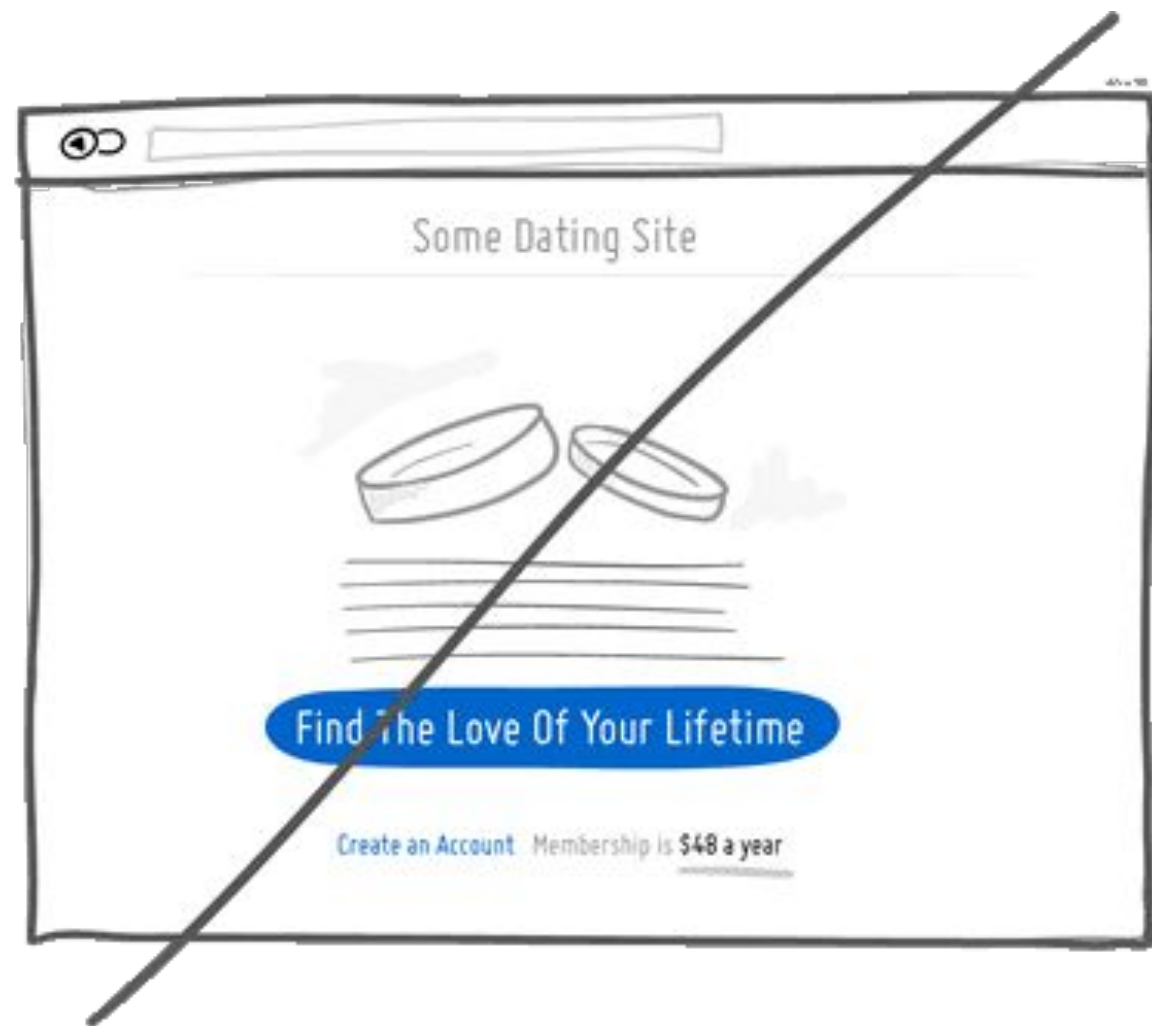 Some Dating Site
Find The Love Of Your Lifetime
Create an Account Membership is $48 a year